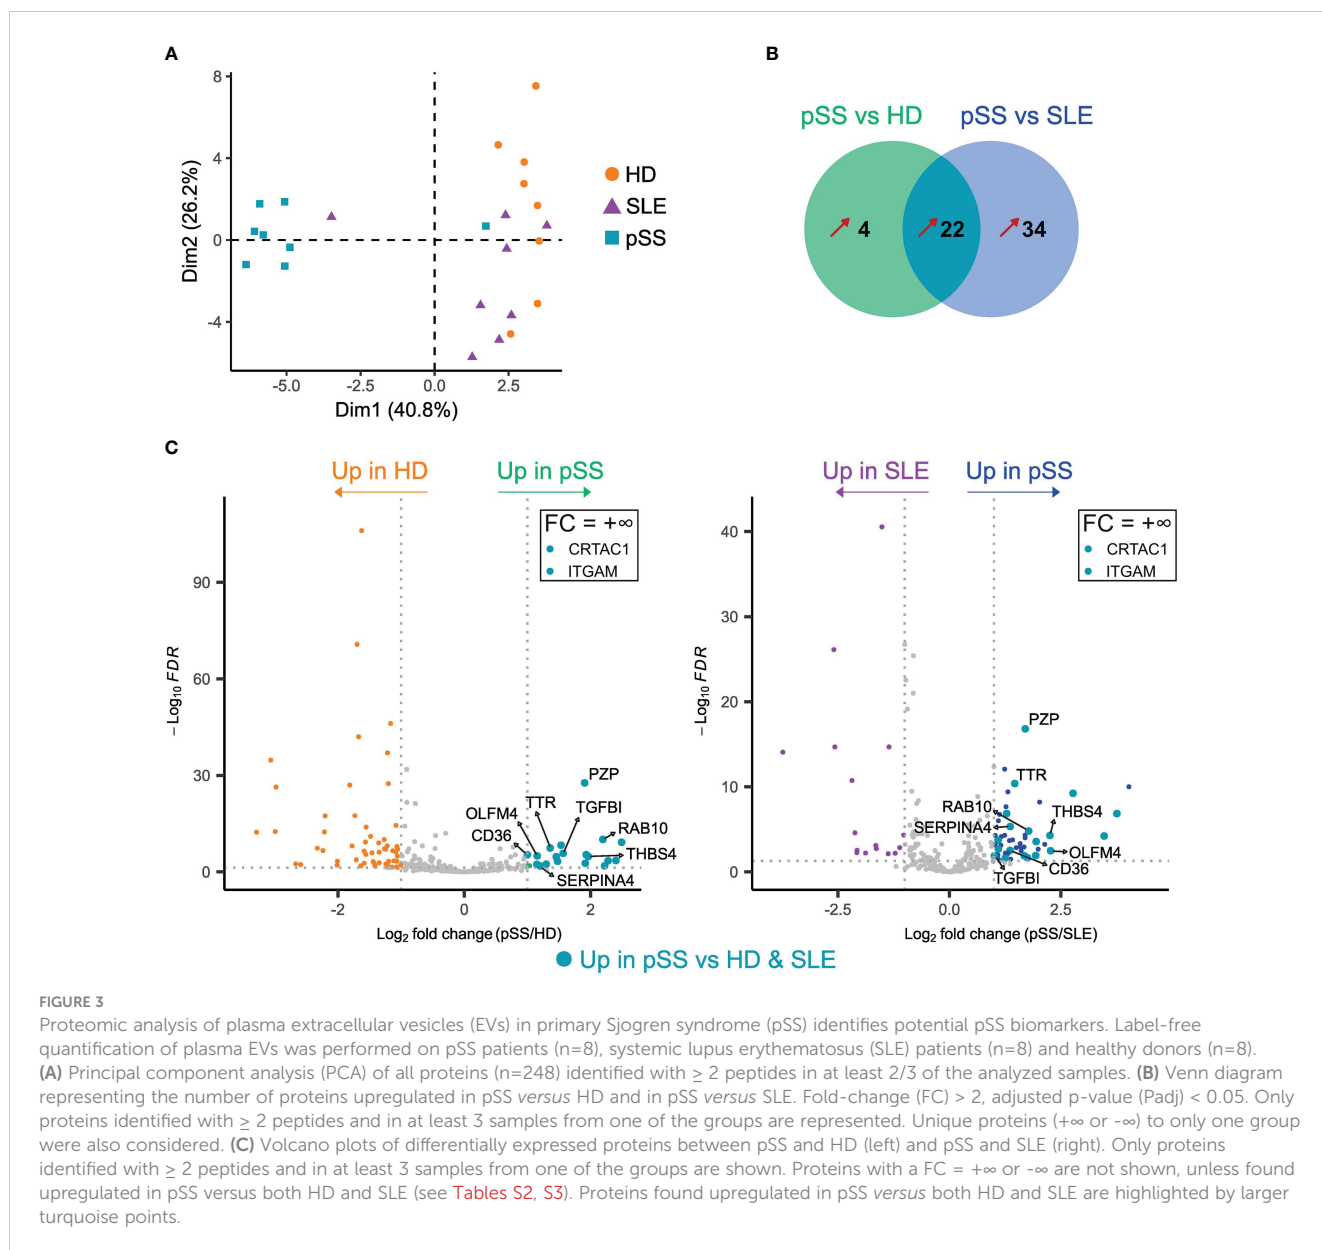 A
8
4
0
-4
Dim2 (26.2%)
-5.0
-2.5
0.0
2.5
Dim1 (40.8%)
HD
SLE
pSS
B
pSS vs HD
pSS vs SLE
4
22
34
C
Up in HD
Up in pSS
FC = +∞
CRTAC1
ITGAM
90
60
30
0
– Log10 FDR
PZP
TTR
TGFBI
OLFM4
RAB10
CD36
THBS4
SERPINA4
-2
0
2
Log2 fold change (pSS/HD)
Up in SLE
Up in pSS
FC = +∞
CRTAC1
ITGAM
40
30
20
10
0
– Log10 FDR
PZP
TTR
RAB10
THBS4
SERPINA4
OLFM4
CD36
TGFBI
-2.5
0.0
2.5
Log2 fold change (pSS/SLE)
Up in pSS vs HD & SLE
FIGURE 3
Proteomic analysis of plasma extracellular vesicles (EVs) in primary Sjogren syndrome (pSS) identifies potential pSS biomarkers. Label-free
quantification of plasma EVs was performed on pSS patients (n=8), systemic lupus erythematosus (SLE) patients (n=8) and healthy donors (n=8).
(A) Principal component analysis (PCA) of all proteins (n=248) identified with ≥ 2 peptides in at least 2/3 of the analyzed samples. (B) Venn diagram
representing the number of proteins upregulated in pSS versus HD and in pSS versus SLE. Fold-change (FC) > 2, adjusted p-value (Padj) < 0.05. Only
proteins identified with ≥ 2 peptides and in at least 3 samples from one of the groups are represented. Unique proteins (+∞ or -∞) to only one group
were also considered. (C) Volcano plots of differentially expressed proteins between pSS and HD (left) and pSS and SLE (right). Only proteins
identified with ≥ 2 peptides and in at least 3 samples from one of the groups are shown. Proteins with a FC = +∞ or -∞ are not shown, unless found
upregulated in pSS versus both HD and SLE (see Tables S2, S3). Proteins found upregulated in pSS versus both HD and SLE are highlighted by larger
turquoise points.